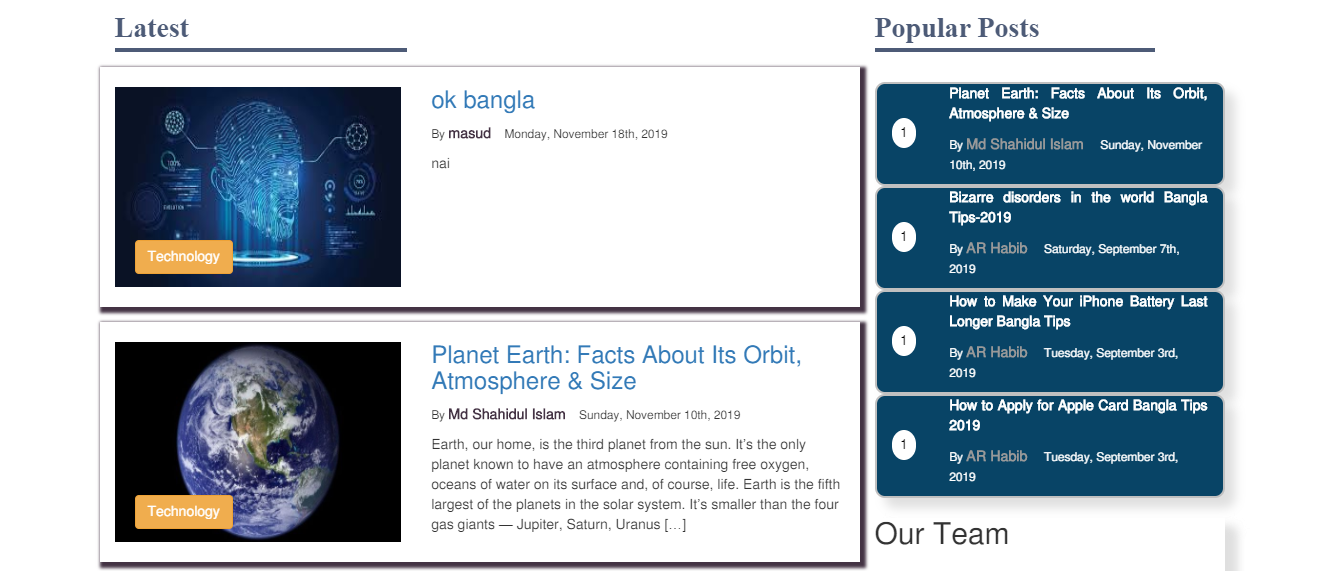 Latest
ok bangla
By masud Monday, November 18th, 2019
nai
100%
EVOLUTION
Technology
Planet Earth: Facts About Its Orbit,
Atmosphere & Size
By Md Shahidul Islam Sunday, November 10th, 2019
Earth, our home, is the third planet from the sun. It’s the only
planet known to have an atmosphere containing free oxygen,
oceans of water on its surface and, of course, life. Earth is the fifth
largest of the planets in the solar system. It’s smaller than the four
gas giants — Jupiter, Saturn, Uranus […]
Technology
Popular Posts
1
Planet Earth: Facts About Its Orbit,
Atmosphere & Size
By Md Shahidul Islam Sunday, November
10th, 2019
1
Bizarre disorders in the world Bangla
Tips-2019
By AR Habib Saturday, September 7th,
2019
1
How to Make Your iPhone Battery Last
Longer Bangla Tips
By AR Habib Tuesday, September 3rd,
2019
1
How to Apply for Apple Card Bangla Tips
2019
By AR Habib Tuesday, September 3rd,
2019
Our Team